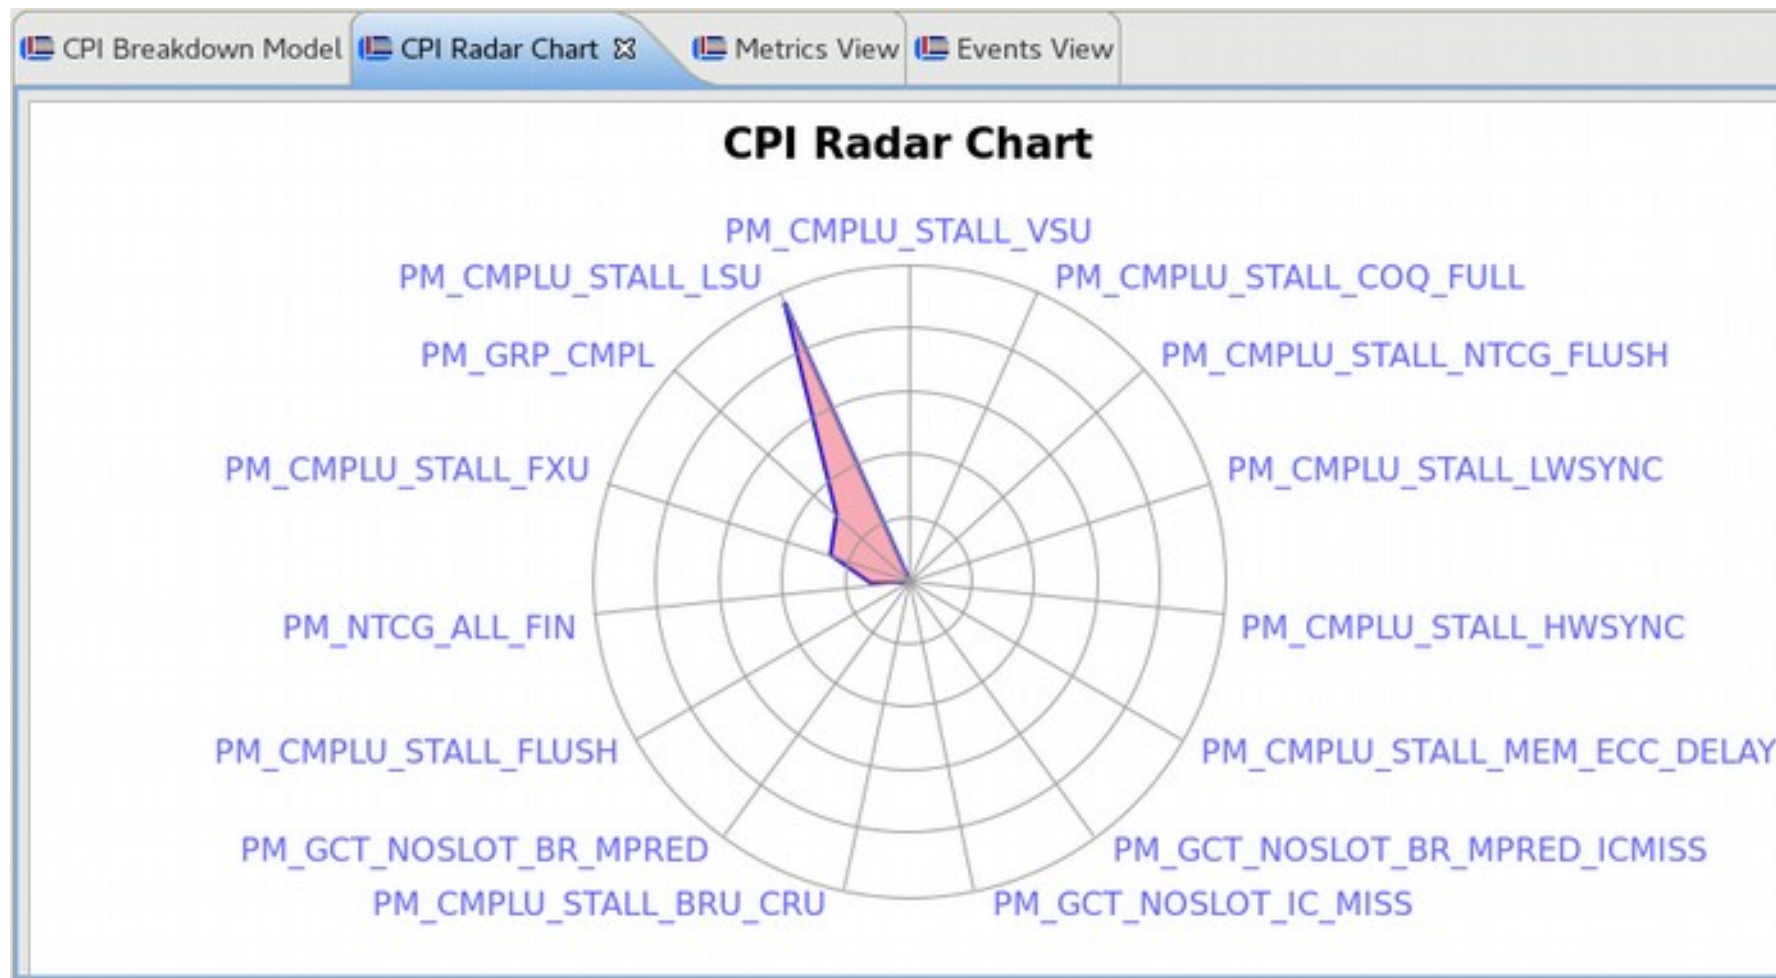 CPI Breakdown Model
CPI Radar Chart
Metrics View
Events View
CPI Radar Chart
PM_CMPLU_STALL_VSU
PM_CMPLU_STALL_LSU
PM_CMPLU_STALL_COQ_FULL
PM_GRP_CMPL
PM_CMPLU_STALL_NTCG_FLUSH
PM_CMPLU_STALL_FXU
PM_CMPLU_STALL_LWSYNC
PM_NTCG_ALL_FIN
PM_CMPLU_STALL_HWSYNC
PM_CMPLU_STALL_FLUSH
PM_CMPLU_STALL_MEM_ECC_DELAY
PM_GCT_NOSLOT_BR_MPRED
PM_GCT_NOSLOT_BR_MPRED_ICMISS
PM_CMPLU_STALL_BRU_CRU
PM_GCT_NOSLOT_IC_MISS